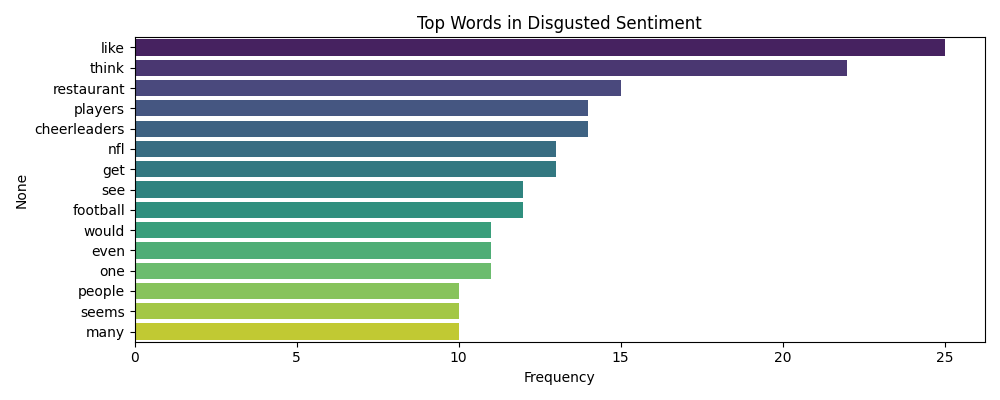 Top Words in Disgusted Sentiment
None
like
think
restaurant
players
cheerleaders
nfl
get
see
football
would
even
one
people
seems
many
0 5 10 15 20 25
Frequency